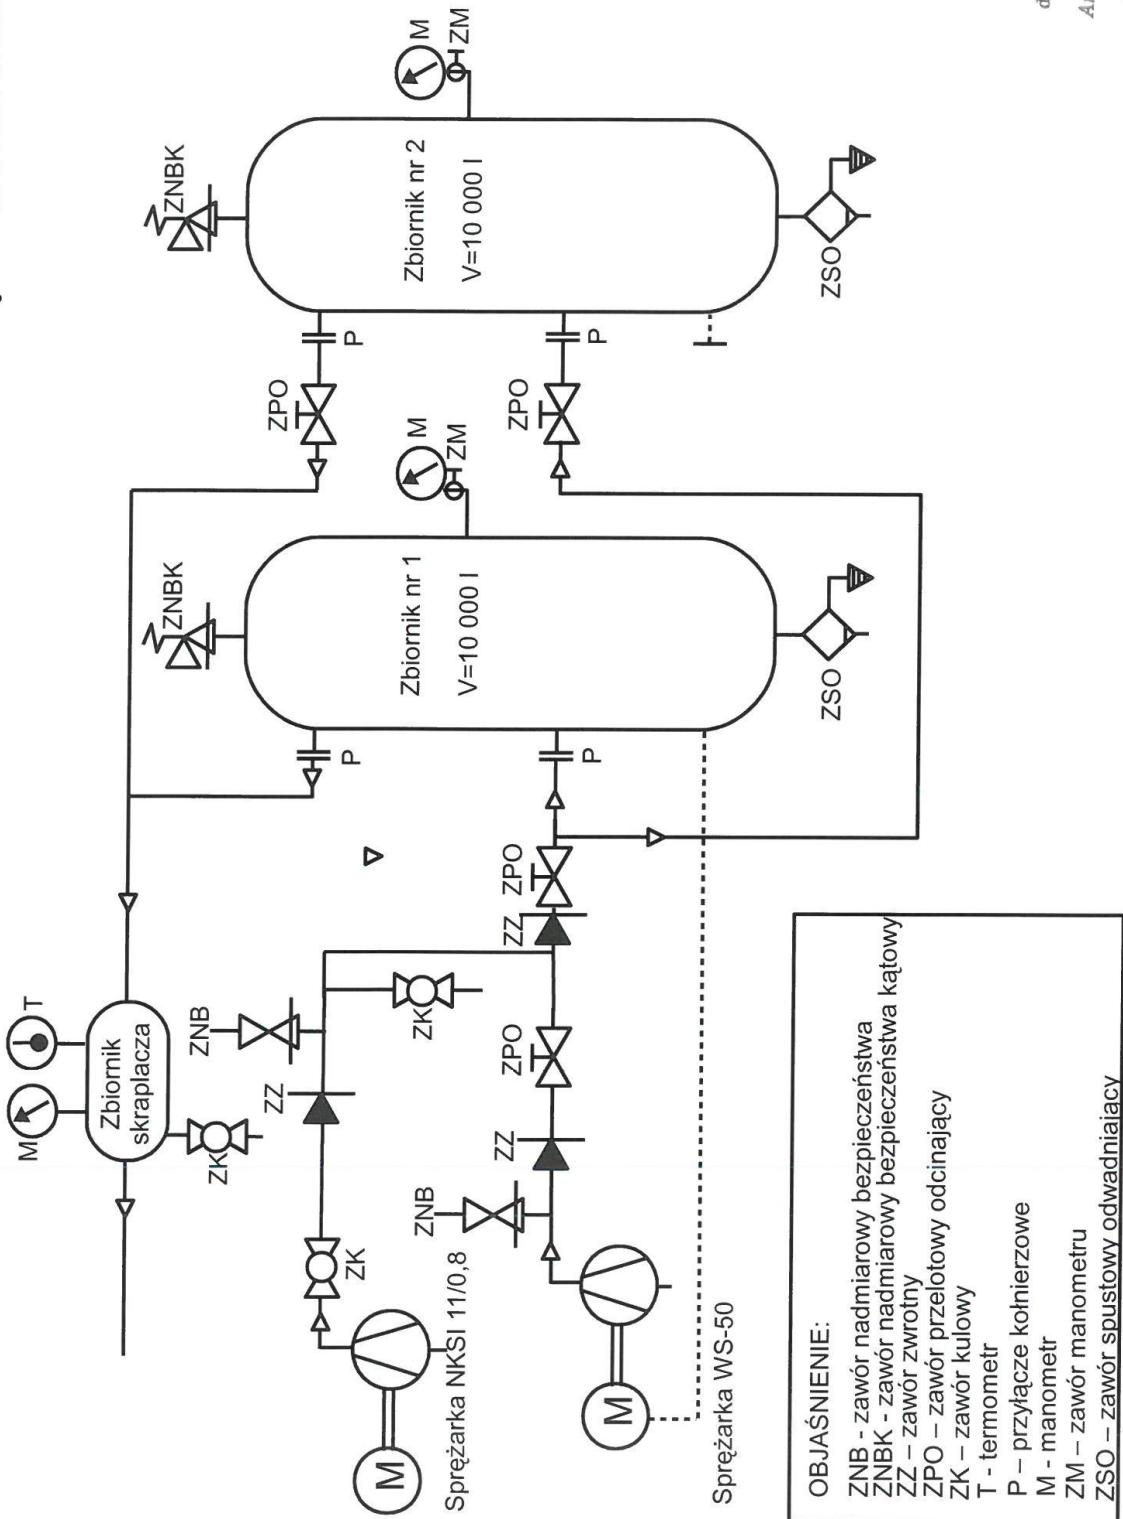 M
T
Zbiornik
skraplacza
ZK
ZNBK
ZNBK
ZNB
ZZ
ZPO
P
P
ZK
ZK
M
Sprężarka NKSI 11/0,8
Zbiornik nr 1
V=10 000 l
M
ZM
Zbiornik nr 2
V=10 000 l
M
ZM
ZNB
ZZ
ZPO
ZZ
ZPO
ZPO
P
P
M
Sprężarka WS-50
ZSO
ZSO
OBJAŚNIENIE:
ZNB - zawór nadmiarowy bezpieczeństwa
ZNBK - zawór nadmiarowy bezpieczeństwa kątowy
ZZ – zawór zwrotny
ZPO – zawór przelotowy odcinający
ZK – zawór kulowy
T - termometr
P – przyłącze kołnierzowe
M - manometr
ZM – zawór manometru
ZSO – zawór spustowy odwadniający